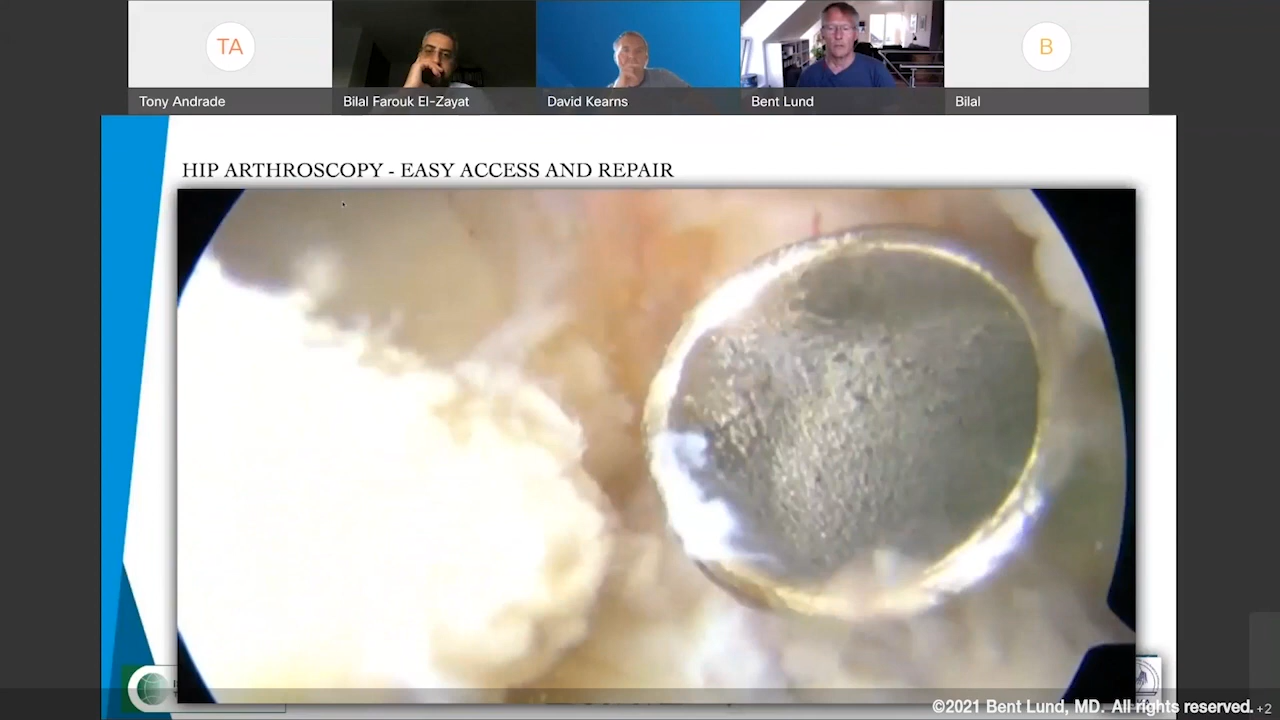 TA
B
Tony Andrade
Bilal Farouk El-Zayat
David Kearns
Bent Lund
Bilal
HIP ARTHROSCOPY - EASY ACCESS AND REPAIR
©2021 Bent Lund, MD. All rights reserved.
+2